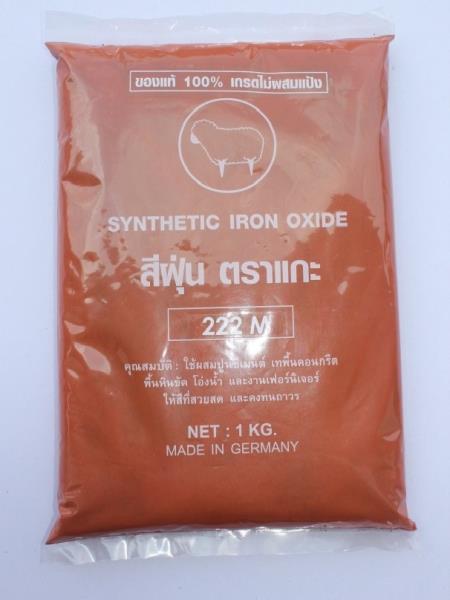 ของแท้ 100% เกรดไม่ผสมแป้ง
SYNTHETIC IRON OXIDE
สีฝุ่น ตราแกะ
222 M
คุณสมบัติ : ใช้ผสมปูนซีเมนต์ เทพื้นคอนกรีต
พื้นหินขัด โอ่งน้ำ และงานเฟอร์นิเจอร์
ให้สีที่สวยสด และคงทนถาวร
NET : 1 KG.
MADE IN GERMANY